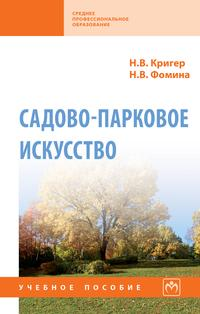 СРЕДНЕЕ
ПРОФЕССИОНАЛЬНОЕ
ОБРАЗОВАНИЕ
Н.В. Кригер
Н.В. Фомина
САДОВО-ПАРКОВОЕ
ИСКУССТВО
УЧЕБНОЕ ПОСОБИЕ